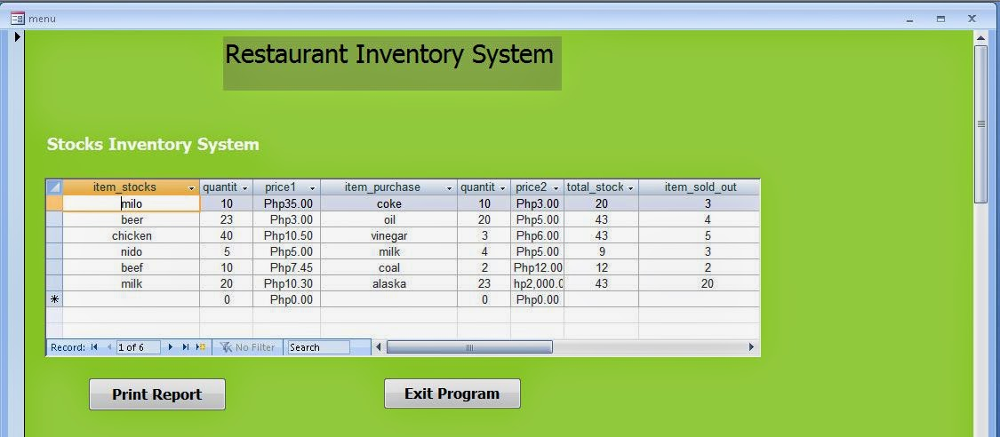 menu
Restaurant Inventory System
Stocks Inventory System
item_stocks quantit price1 item_purchase quantit price2 total_stock item_sold_out
milo 10 Php35.00 coke 10 Php3.00 20 3
beer 23 Php3.00 oil 20 Php5.00 43 4
chicken 40 Php10.50 vinegar 3 Php6.00 43 5
nido 5 Php5.00 milk 4 Php5.00 9 3
beef 10 Php7.45 coal 2 Php12.00 12 2
milk 20 Php10.30 alaska 23 hp2,000.0 43 20
0 Php0.00 0 Php0.00
Record: 1 of 6 No Filter Search
Print Report Exit Program